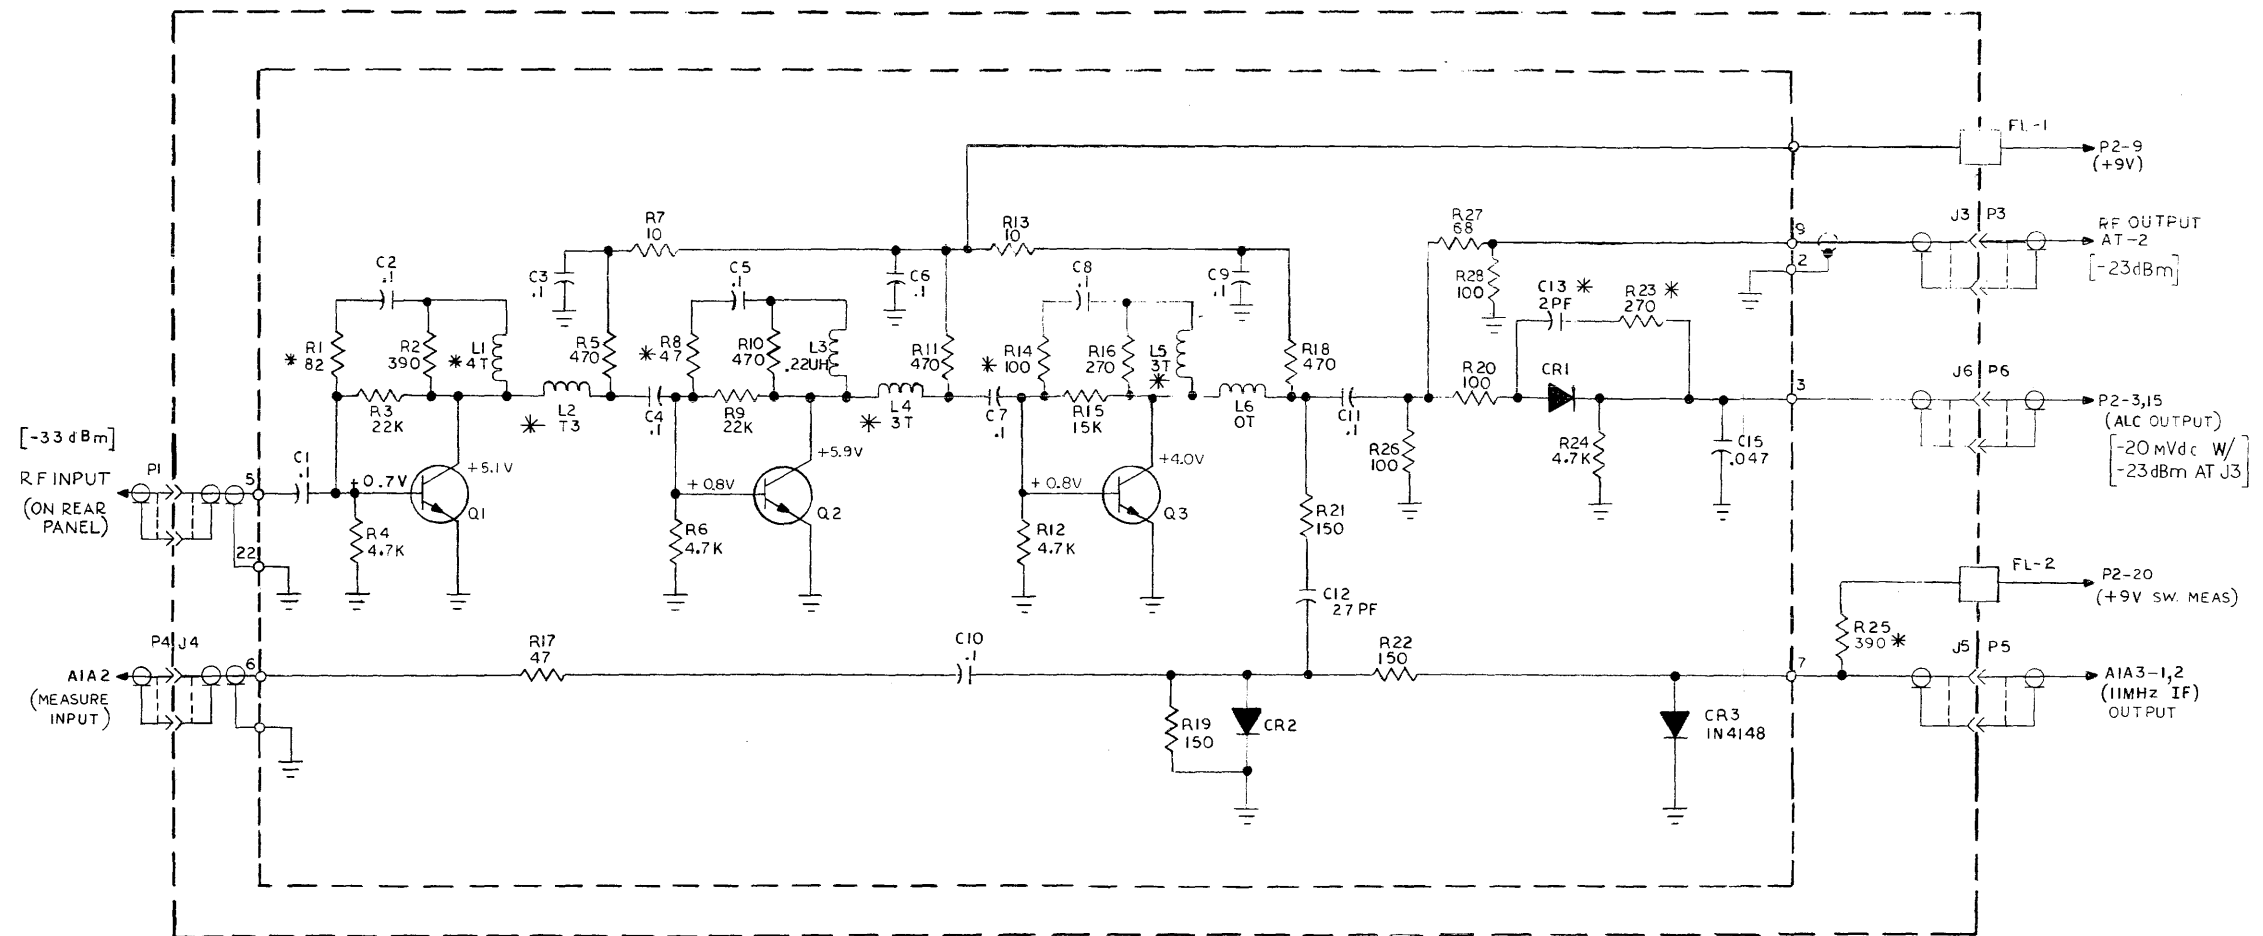 FL-1
P2-9
(+9V)
R7
10
R13
10
R27
68
9
J3 P3
RF OUTPUT
AT-2
[-23dBm]
2
C2
.1
C3
.1
C5
.1
C6
.1
C8
.1
C9
.1
R28
100
C13 *
2PF
R23 *
270
* R1
82
R2
390
* L1
4T
R5
470
* R8
47
R10
470
L3
.22UH
R11
470
* R14
100
R16
270
L5
3T
*
R18
470
R20
100
CR1
3
J6 P6
P2-3,15
(ALC OUTPUT)
[-20 mVdc W/
-23dBm AT J3]
R3
22K
L2
* T3
C4
.1
R9
22K
L4
* 3T
C7
.1
R15
15K
L6
0T
C11
.1
R26
100
R24
4.7K
C15
.047
[-33 dBm]
RF INPUT
(ON REAR
PANEL)
P1
5
C1
.1
+0.7V
+5.1V
Q1
R4
4.7K
22
+0.8V
+5.9V
Q2
R6
4.7K
+0.8V
+4.0V
Q3
R12
4.7K
R21
150
C12
27PF
FL-2
P2-20
(+9V SW. MEAS)
R25
390 *
P4 J4
A1A2
(MEASURE
INPUT)
6
R17
47
C10
.1
R22
150
7
J5 P5
A1A3-1,2
(11MHz IF)
OUTPUT
R19
150
CR2
CR3
1N4148